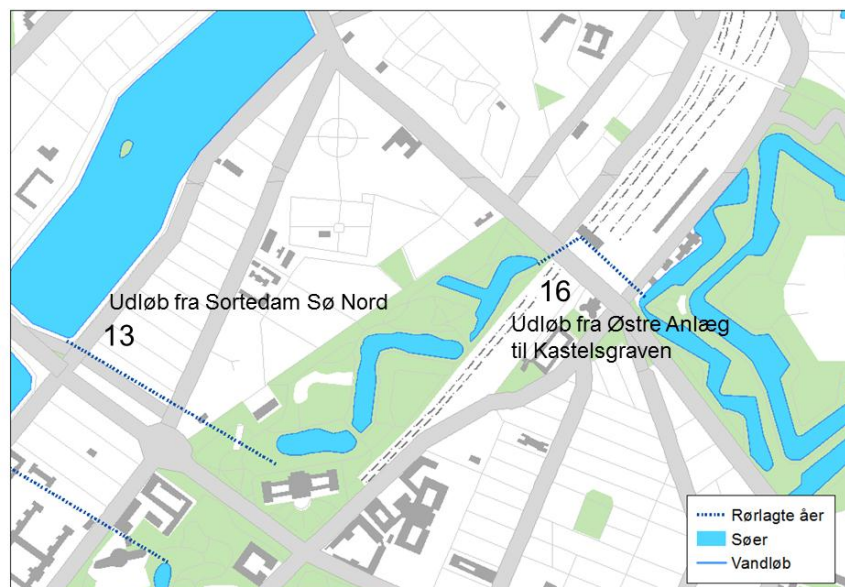 Udløb fra Sortedam Sø Nord
13
16
Udløb fra Østre Anlæg
til Kastelsgraven
Rørlagte åer
Søer
Vandløb